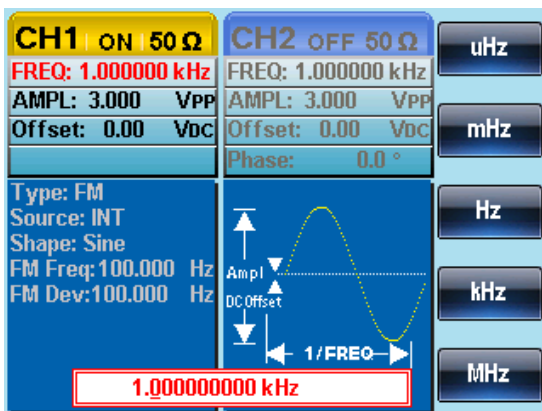 CH1 ON 50 Ω
FREQ: 1.000000 kHz
AMPL: 3.000 VPP
Offset: 0.00 VDC
CH2 OFF 50 Ω
FREQ: 1.000000 kHz
AMPL: 3.000 VPP
Offset: 0.00 VDC
Phase: 0.0 °
Type: FM
Source: INT
Shape: Sine
FM Freq:100.000 Hz
FM Dev:100.000 Hz
Ampl
DC Offset
1/FREQ
1.000000000 kHz
uHz
mHz
Hz
kHz
MHz